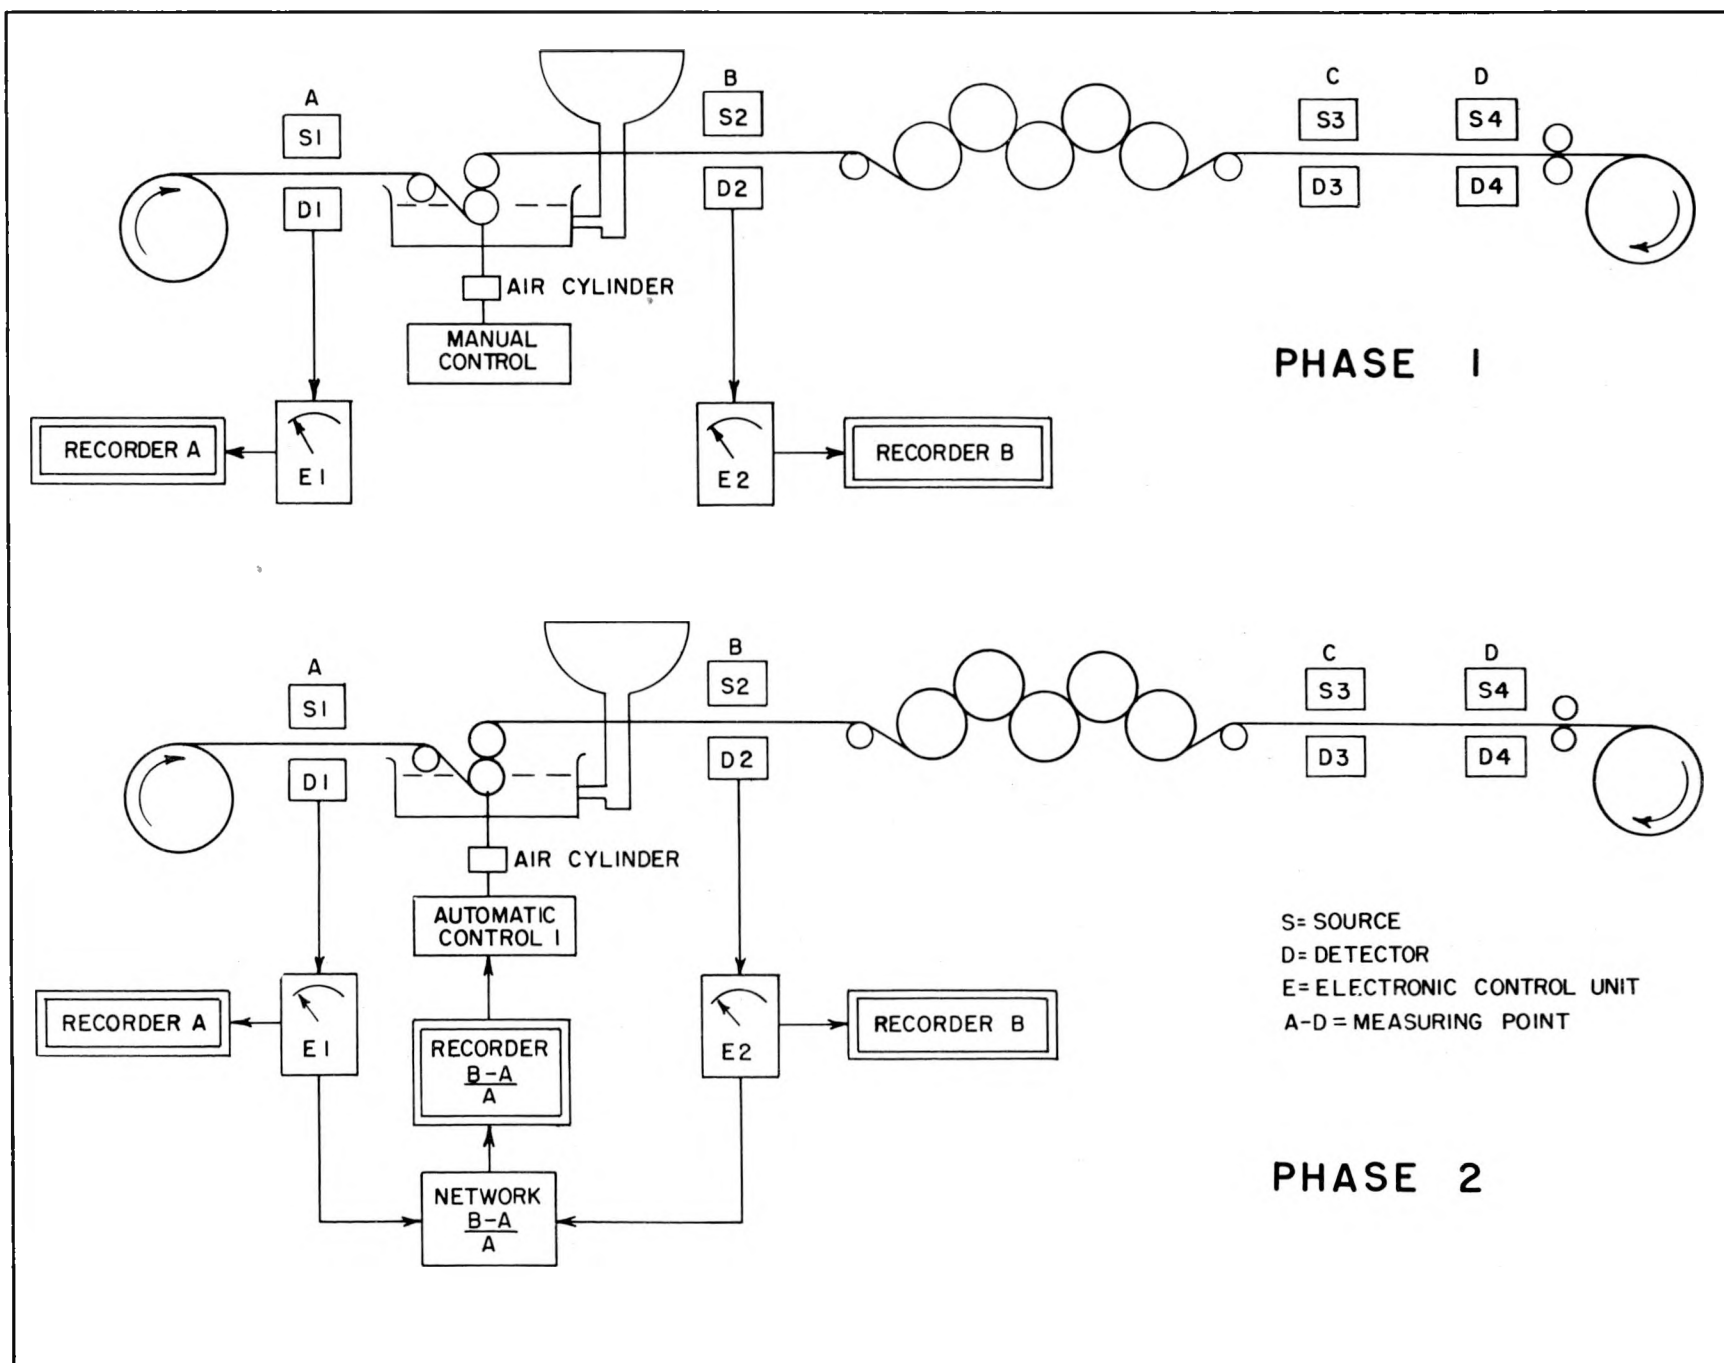 A
B
C
D
S1
S2
S3
S4
D1
D2
D3
D4
AIR CYLINDER
MANUAL
CONTROL
PHASE 1
RECORDER A
E1
E2
RECORDER B
A
B
C
D
S1
S2
S3
S4
D1
D2
D3
D4
AIR CYLINDER
AUTOMATIC
CONTROL 1
S= SOURCE
D= DETECTOR
E= ELECTRONIC CONTROL UNIT
A-D = MEASURING POINT
RECORDER A
E1
RECORDER
B-A
A
E2
RECORDER B
NETWORK
B-A
A
PHASE 2